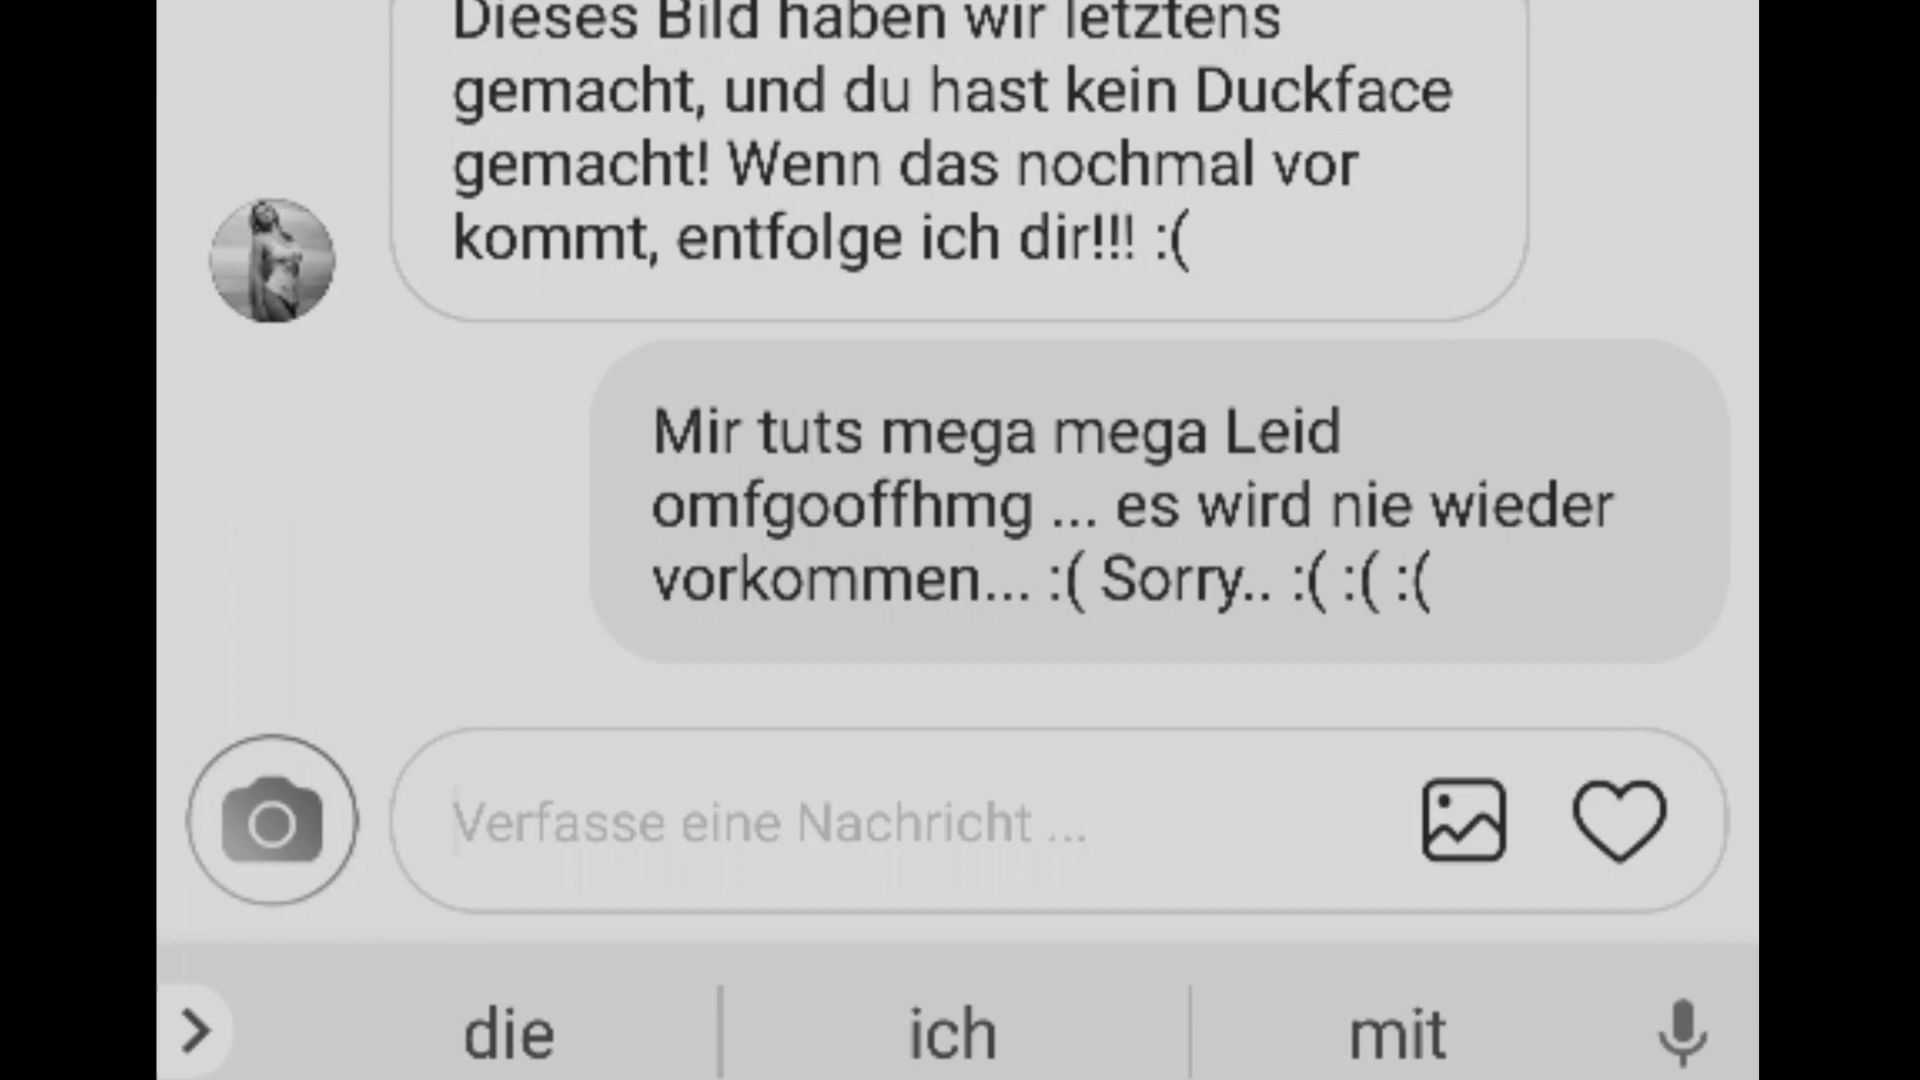 Dieses Bild haben wir letztens
gemacht, und du hast kein Duckface
gemacht! Wenn das nochmal vor
kommt, entfolge ich dir!!! :(
Mir tuts mega mega Leid
omfgooffhmg ... es wird nie wieder
vorkommen... :( Sorry.. :( :( :(
Verfasse eine Nachricht ...
die ich mit